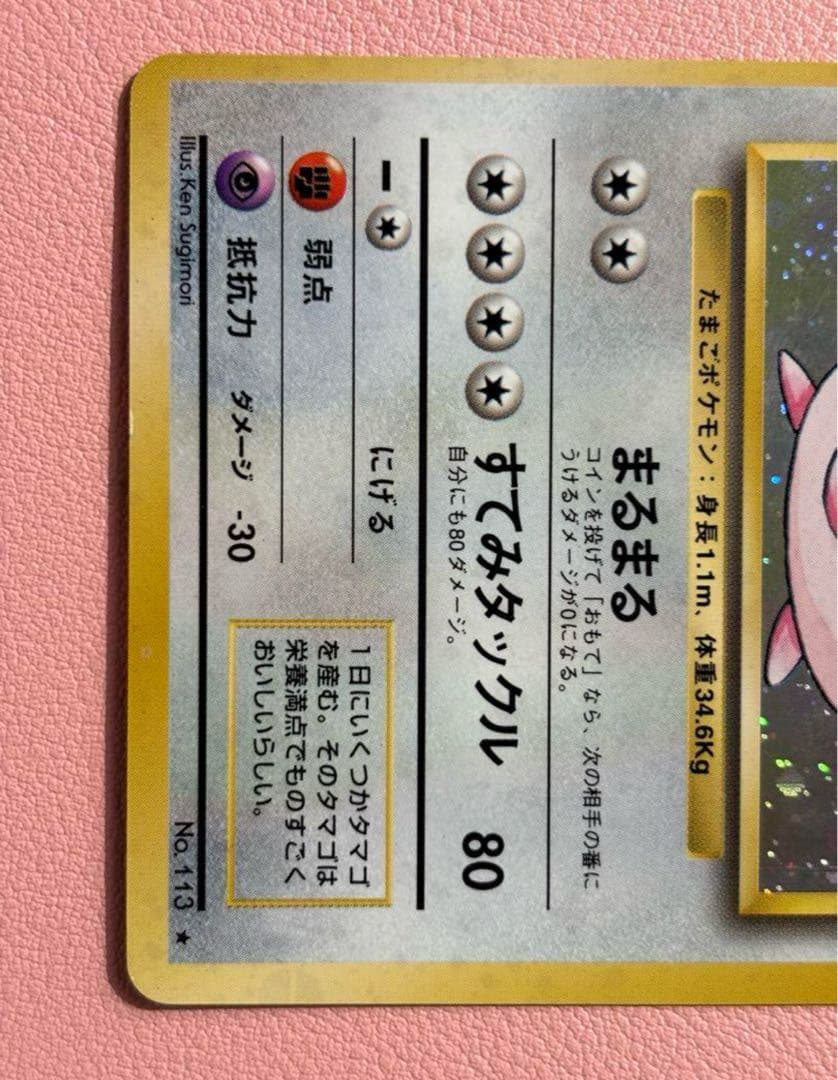 たまごポケモン：身長1.1m、体重34.6Kg
まるまる
コインを投げて「おもて」なら、次の相手の番に
うけるダメージが0になる。
すてみタックル 80
自分にも80ダメージ。
にげる
弱点
抵抗力 ダメージ -30
1日にいくつかタマゴ
を産む。そのタマゴは
栄養満点でものすごく
おいしいらしい。
Illus.Ken Sugimori
No.113 ★